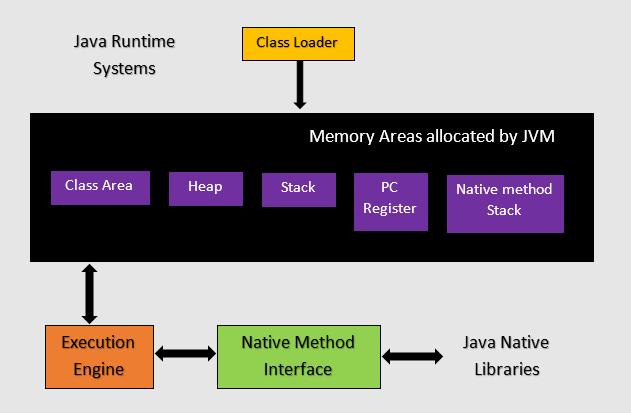 Java Runtime
Systems
Class Loader
Memory Areas allocated by JVM
Class Area
Heap
Stack
PC
Register
Native method
Stack
Execution
Engine
Native Method
Interface
Java Native
Libraries